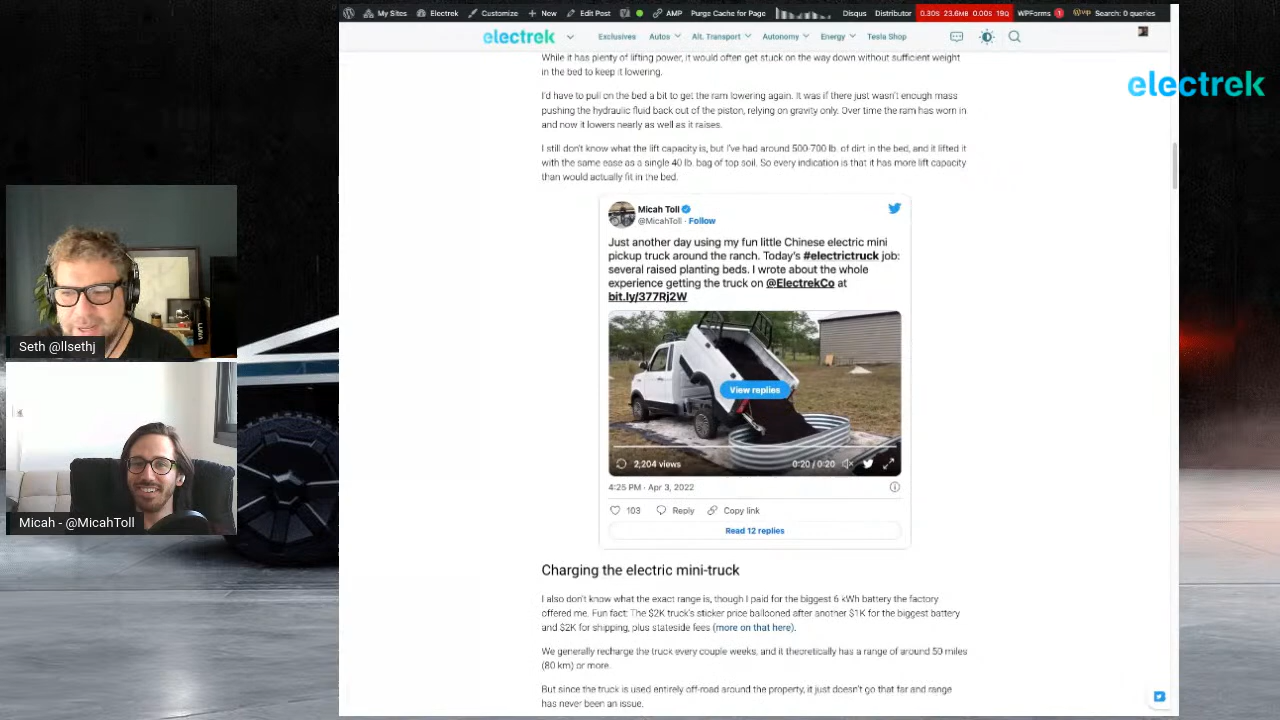 My Sites Electrek Customize New Edit Post AMP Purge Cache for Page Disqus Distributor 0.30S 23.6MB 0.00S 19Q WPForms 1 Search: 0 queries
electrek Exclusives Autos Alt. Transport Autonomy Energy Tesla Shop
While it has plenty of lifting power, it would often get stuck on the way down without sufficient weight
in the bed to keep it lowering.
electrek
I'd have to pull on the bed a bit to get the ram lowering again. It was if there just wasn't enough mass
pushing the hydraulic fluid back out of the piston, relying on gravity only. Over time the ram has worn in
and now it lowers nearly as well as it raises.
I still don't know what the lift capacity is, but I've had around 500-700 lb. of dirt in the bed, and it lifted it
with the same ease as a single 40 lb. bag of top soil. So every indication is that it has more lift capacity
than would actually fit in the bed.
Micah Toll
@MicahToll · Follow
Just another day using my fun little Chinese electric mini
pickup truck around the ranch. Today's #electrictruck job:
several raised planting beds. I wrote about the whole
experience getting the truck on @ElectrekCo at
bit.ly/377Rj2W
View replies
2,204 views 0:20 / 0:20
4:25 PM · Apr 3, 2022
103 Reply Copy link
Read 12 replies
Seth @llsethj
Micah - @MicahToll
Charging the electric mini-truck
I also don't know what the exact range is, though I paid for the biggest 6 kWh battery the factory
offered me. Fun fact: The $2K truck's sticker price ballooned after another $1K for the biggest battery
and $2K for shipping, plus stateside fees (more on that here).
We generally recharge the truck every couple weeks, and it theoretically has a range of around 50 miles
(80 km) or more.
But since the truck is used entirely off-road around the property, it just doesn't go that far and range
has never been an issue.